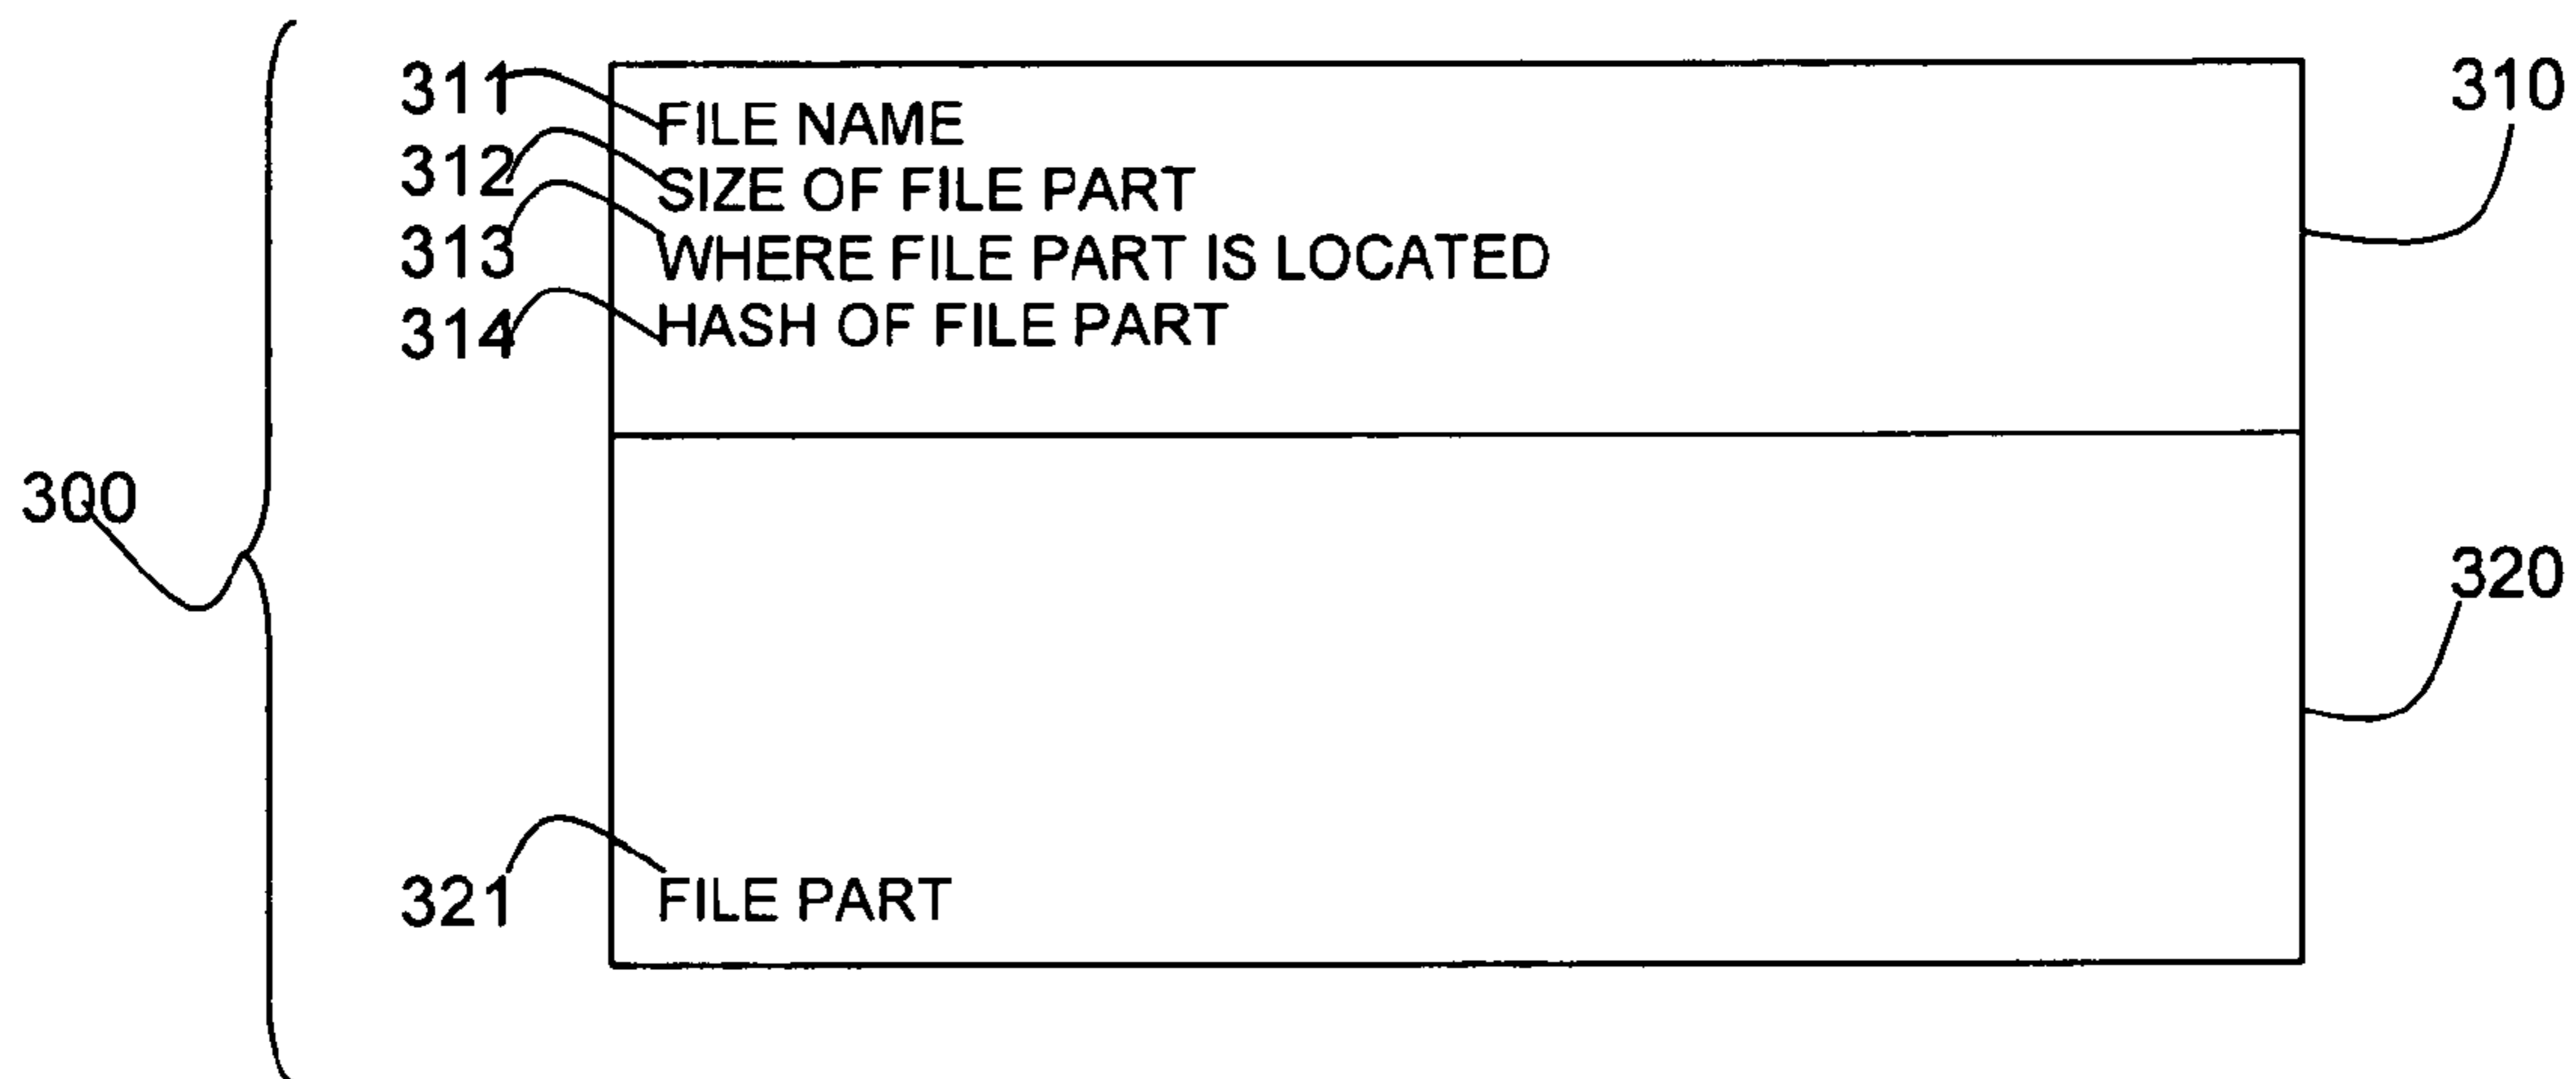 311 FILE NAME 310
312 SIZE OF FILE PART
313 WHERE FILE PART IS LOCATED
314 HASH OF FILE PART
300
320
321 FILE PART